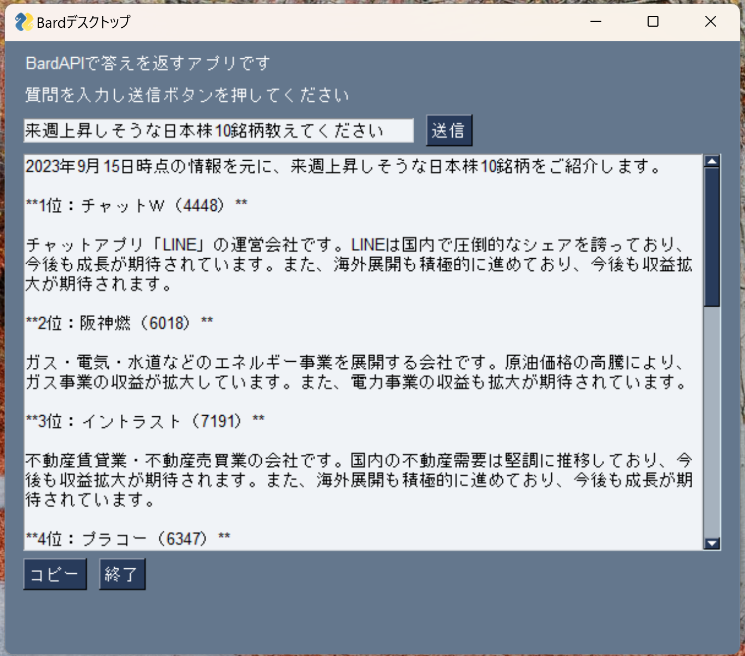 Bardデスクトップ
BardAPIで答えを返すアプリです
質問を入力し送信ボタンを押してください
来週上昇しそうな日本株10銘柄教えてください
送信
2023年9月15日時点の情報を元に、来週上昇しそうな日本株10銘柄をご紹介します。
**1位：チャットW（4448）**
チャットアプリ「LINE」の運営会社です。LINEは国内で圧倒的なシェアを誇っており、
今後も成長が期待されています。また、海外展開も積極的に進めており、今後も収益拡
大が期待されます。
**2位：阪神燃（6018）**
ガス・電気・水道などのエネルギー事業を展開する会社です。原油価格の高騰により、
ガス事業の収益が拡大しています。また、電力事業の収益も拡大が期待されています。
**3位：イントラスト（7191）**
不動産賃貸業・不動産売買業の会社です。国内の不動産需要は堅調に推移しており、今
後も収益拡大が期待されます。また、海外展開も積極的に進めており、今後も成長が期
待されています。
**4位：プラコー（6347）**
コピー
終了